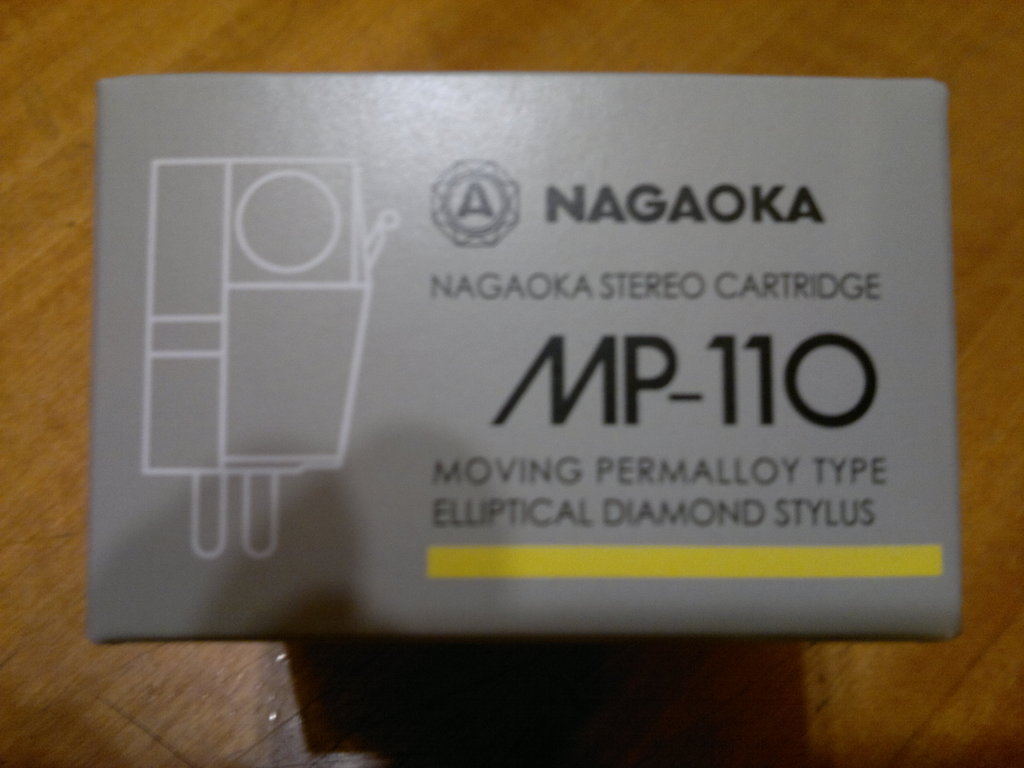 A NAGAOKA
NAGAOKA STEREO CARTRIDGE
MP-110
MOVING PERMALLOY TYPE
ELLIPTICAL DIAMOND STYLUS